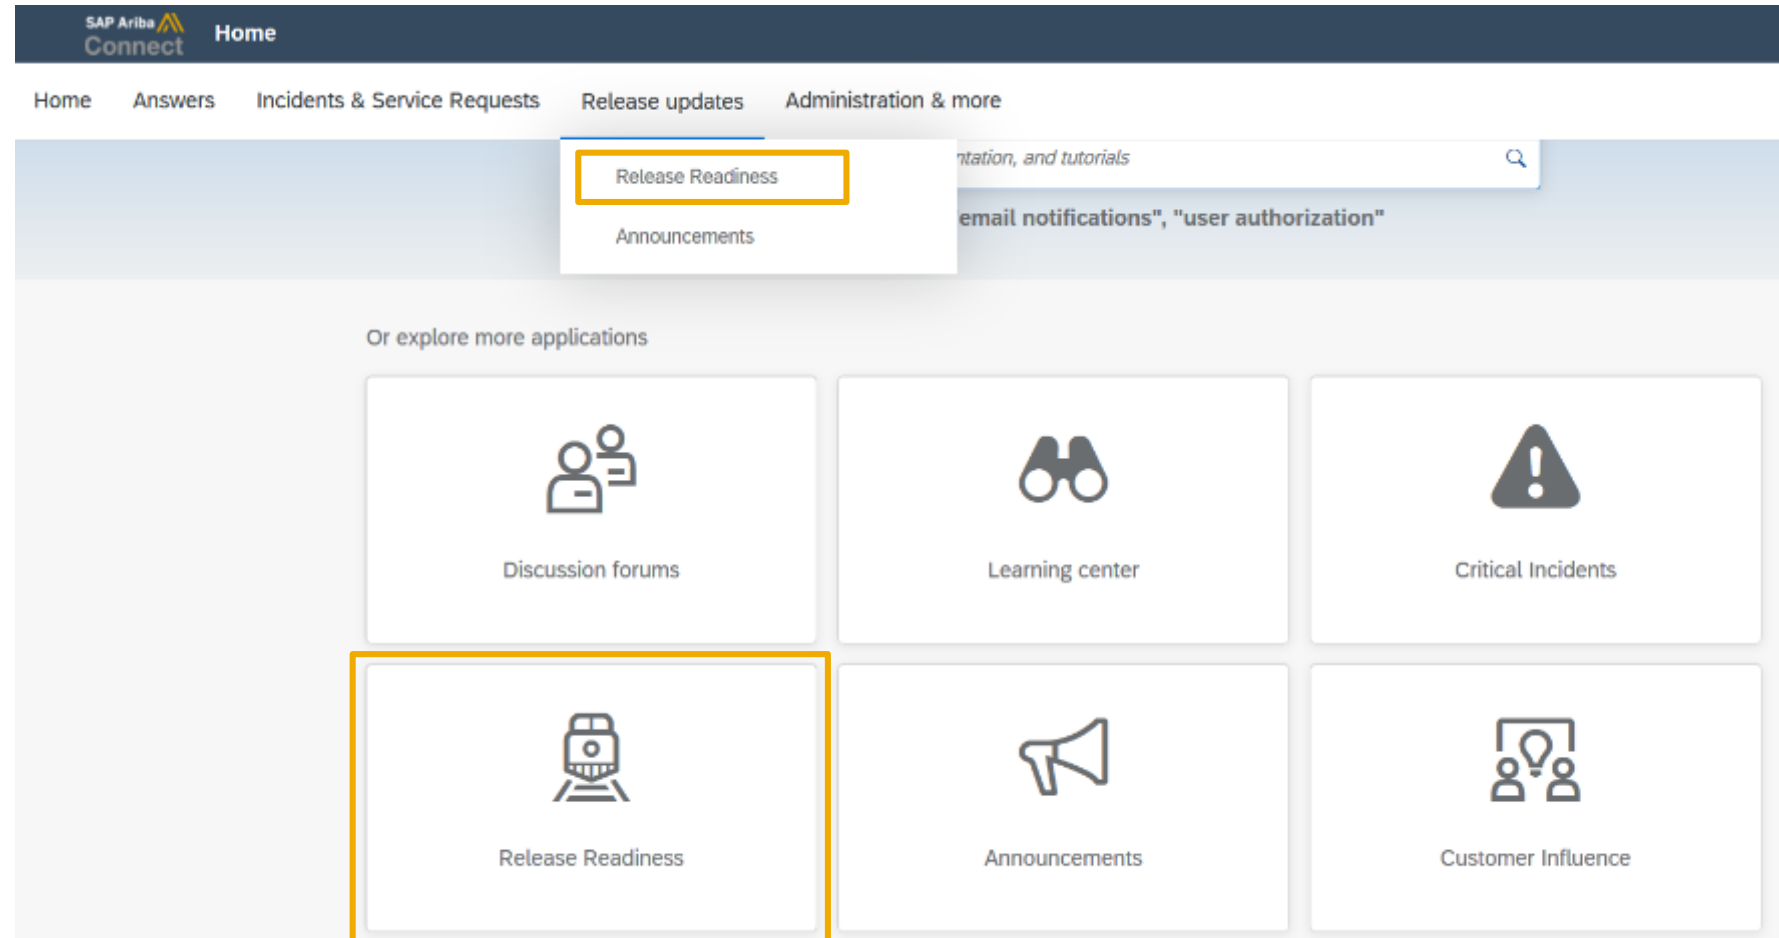 SAP Ariba
Connect
Home
Home
Answers
Incidents & Service Requests
Release updates
Administration & more
Release Readiness
Announcements
and tutorials
email notifications", "user authorization"
Or explore more applications
Discussion forums
Learning center
Critical Incidents
Release Readiness
Announcements
Customer Influence